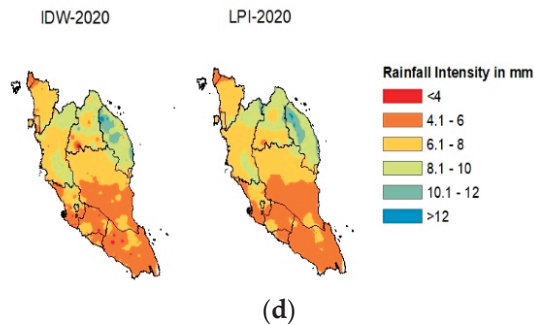 IDW-2020
LPI-2020
Rainfall Intensity in mm
<4
4.1 - 6
6.1 - 8
8.1 - 10
10.1 - 12
>12
(d)